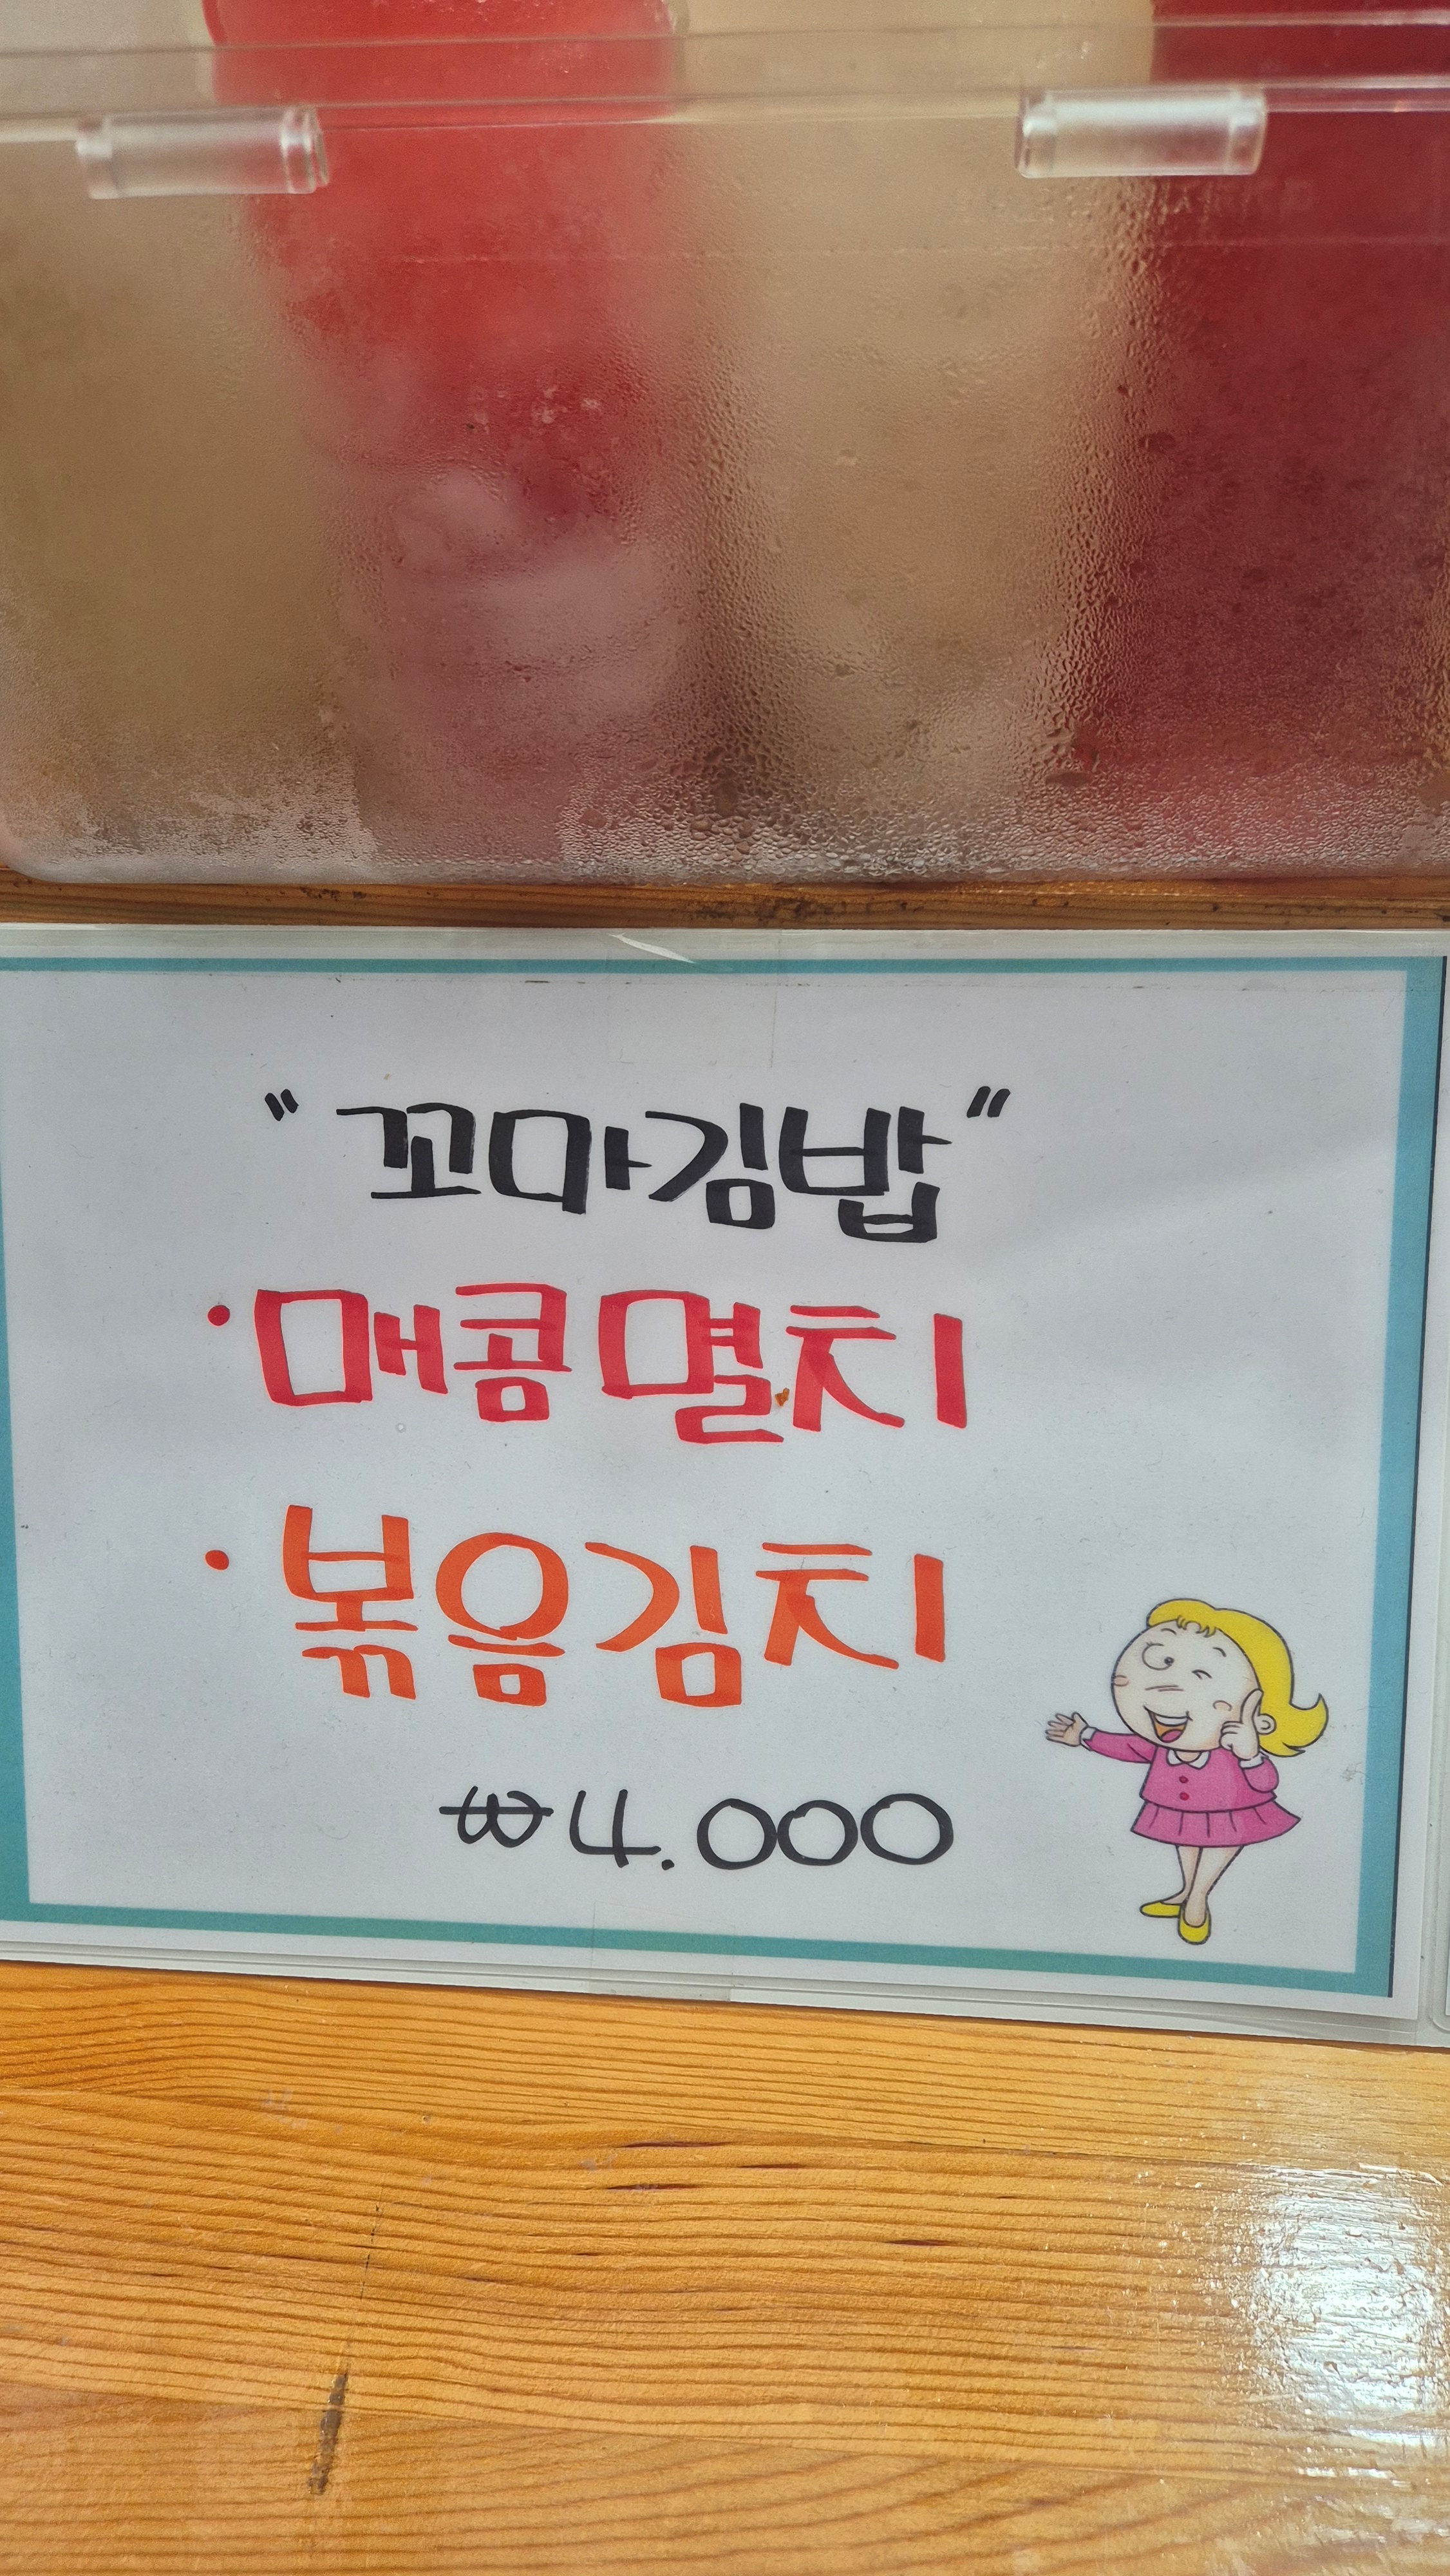 "꼬마김밥"
· 매콤멸치
· 볶음김치
₩4.000